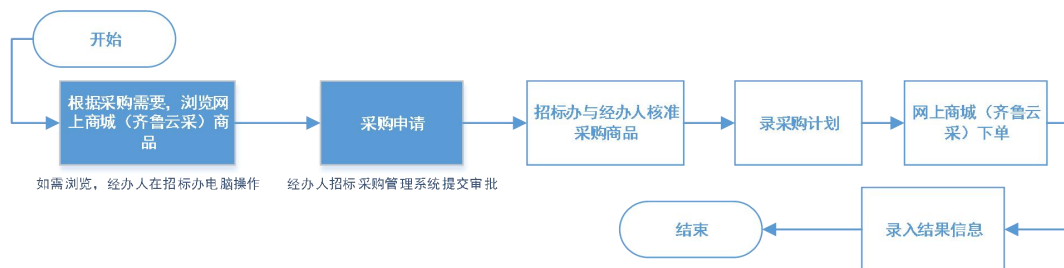 开始
根据采购需要，浏览网
上商城（齐鲁云采）商
品
采购申请
招标办与经办人核准
采购商品
录采购计划
网上商城（齐鲁云
采）下单
如需浏览，经办人在招标办电脑操作
经办人招标采购管理系统提交审批
录入结果信息
结束